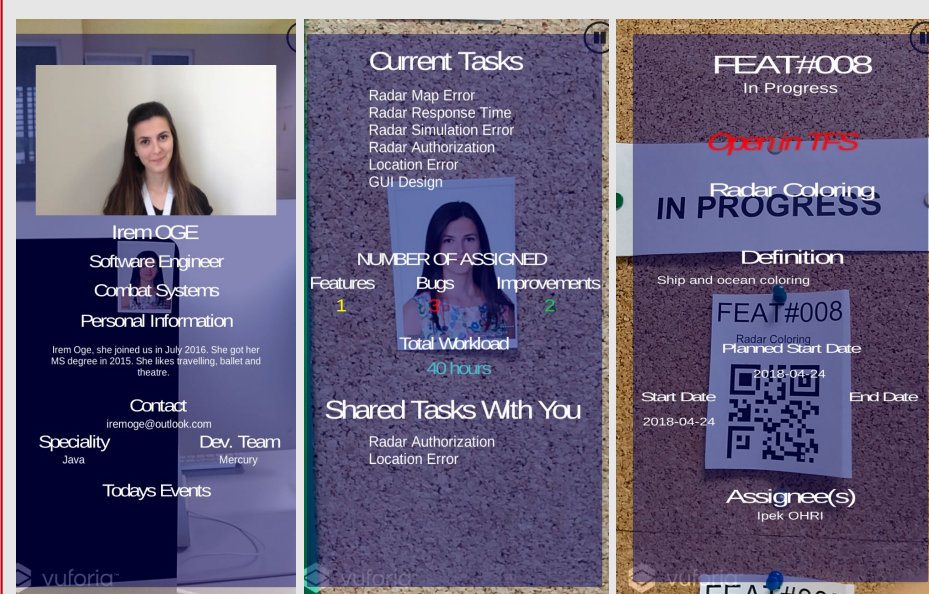 Irem OGE
Software Engineer
Combat Systems
Personal Information
Irem Oge, she joined us in July 2016. She got her
MS degree in 2015. She likes travelling, ballet and
theatre.
Contact
iremoge@outlook.com
Speciality Dev. Team
Java Mercury
Todays Events
vuforia™
Current Tasks
Radar Map Error
Radar Response Time
Radar Simulation Error
Radar Authorization
Location Error
GUI Design
NUMBER OF ASSIGNED
Features Bugs Improvements
1 3 2
Total Workload
40 hours
Shared Tasks With You
Radar Authorization
Location Error
vuforia
FEAT#008
In Progress
Open in TFS
Radar Coloring
IN PROGRESS
Definition
Ship and ocean coloring
FEAT#008
Radar Coloring
Planned Start Date
2018-04-24
Start Date End Date
2018-04-24
Assignee(s)
Ipek OHRI
vuforia